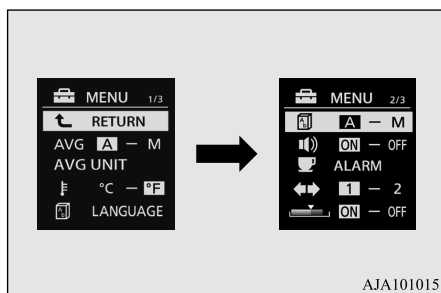 MENU 1/3
RETURN
AVG A – M
AVG UNIT
°C – °F
LANGUAGE
MENU 2/3
A – M
ON – OFF
ALARM
1 – 2
ON – OFF
AJA101015